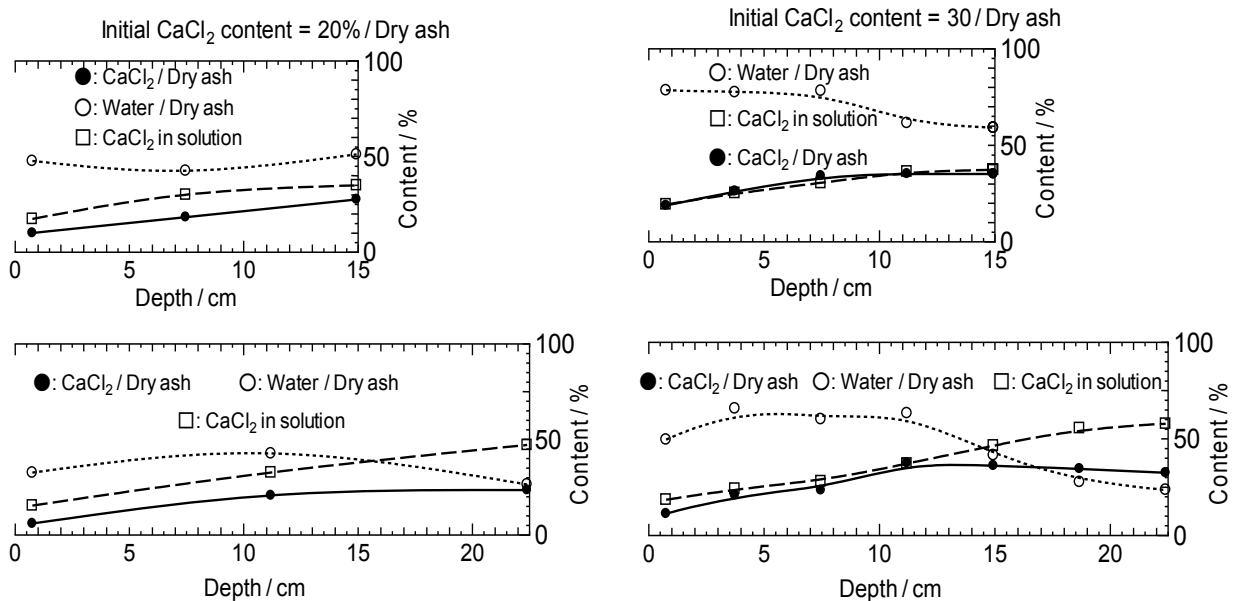 Initial CaCl₂ content = 20% / Dry ash
●: CaCl₂ / Dry ash
○: Water / Dry ash
□: CaCl₂ in solution
100
50
0
Content / %
0 5 10 15
Depth / cm
Initial CaCl₂ content = 30 / Dry ash
○: Water / Dry ash
□: CaCl₂ in solution
●: CaCl₂ / Dry ash
100
50
0
Content / %
0 5 10 15
Depth / cm
●: CaCl₂ / Dry ash ○: Water / Dry ash
□: CaCl₂ in solution
100
50
0
Content / %
0 5 10 15 20
Depth / cm
●: CaCl₂ / Dry ash ○: Water / Dry ash □: CaCl₂ in solution
100
50
0
Content / %
0 5 10 15 20
Depth / cm